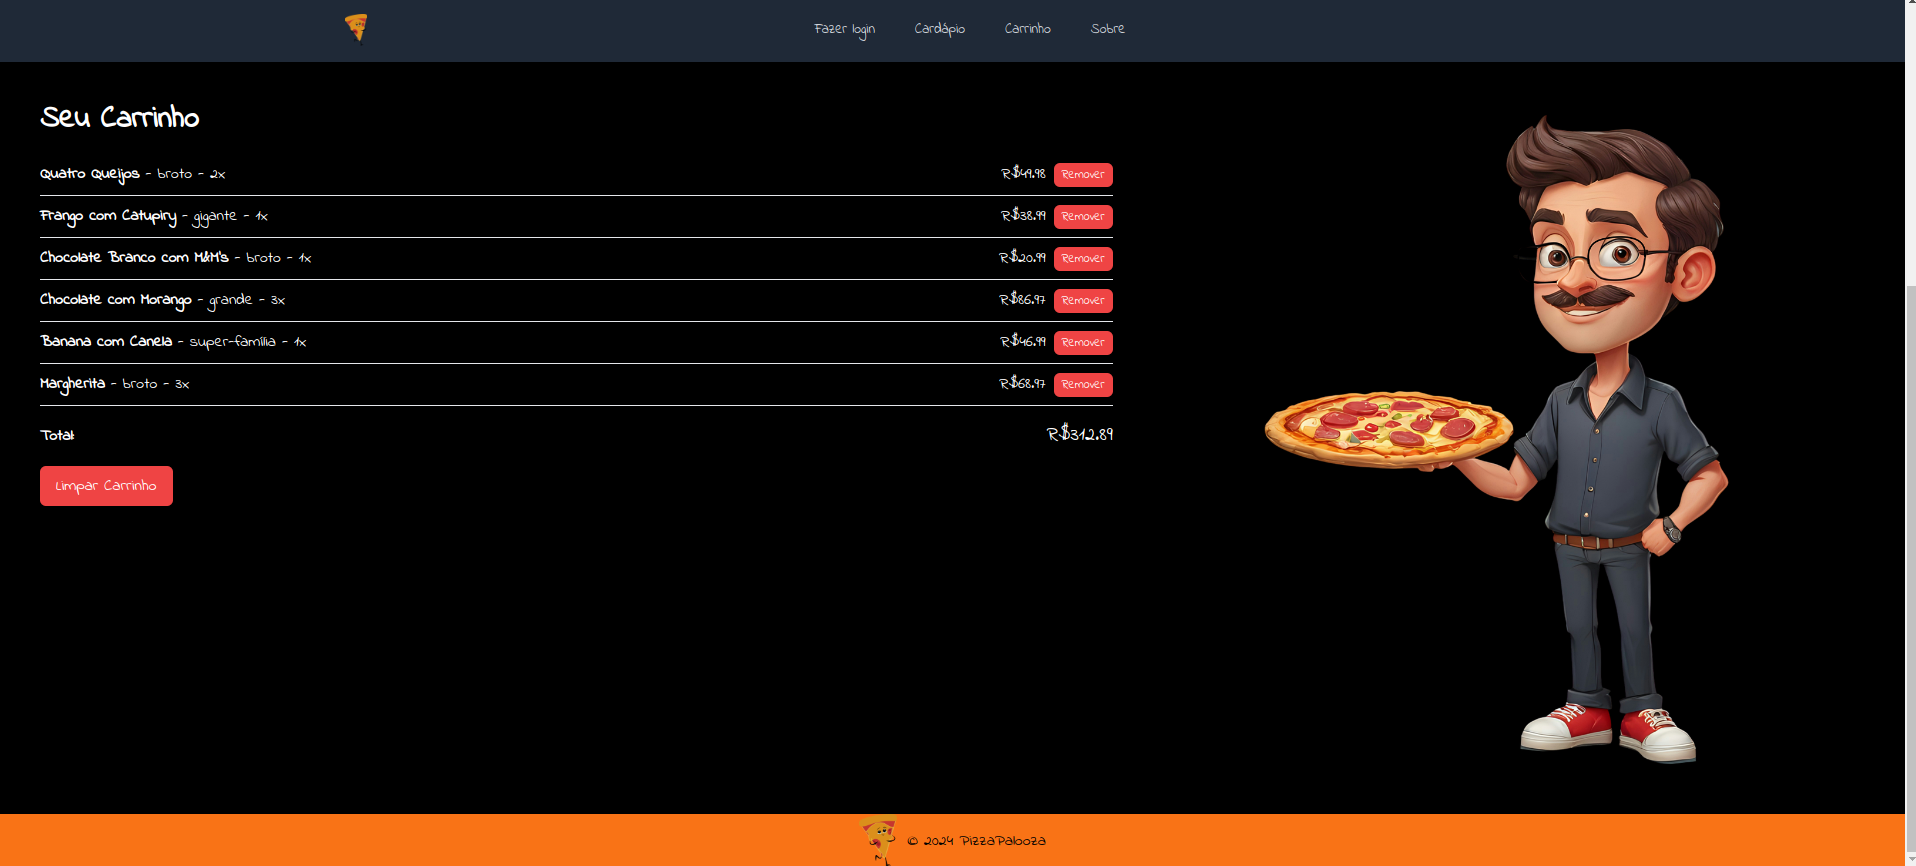 Fazer login Cardápio Carrinho Sobre
Seu Carrinho
Quatro Queijos - broto - 2x R$49.98 Remover
Frango com Catupiry - gigante - 1x R$38.99 Remover
Chocolate Branco com M&M's - broto - 1x R$20.99 Remover
Chocolate com Morango - grande - 3x R$86.97 Remover
Banana com Canela - super-família - 1x R$46.99 Remover
Margherita - broto - 3x R$68.97 Remover
Total: R$312.89
Limpar Carrinho
© 2024 PizzaPalooza